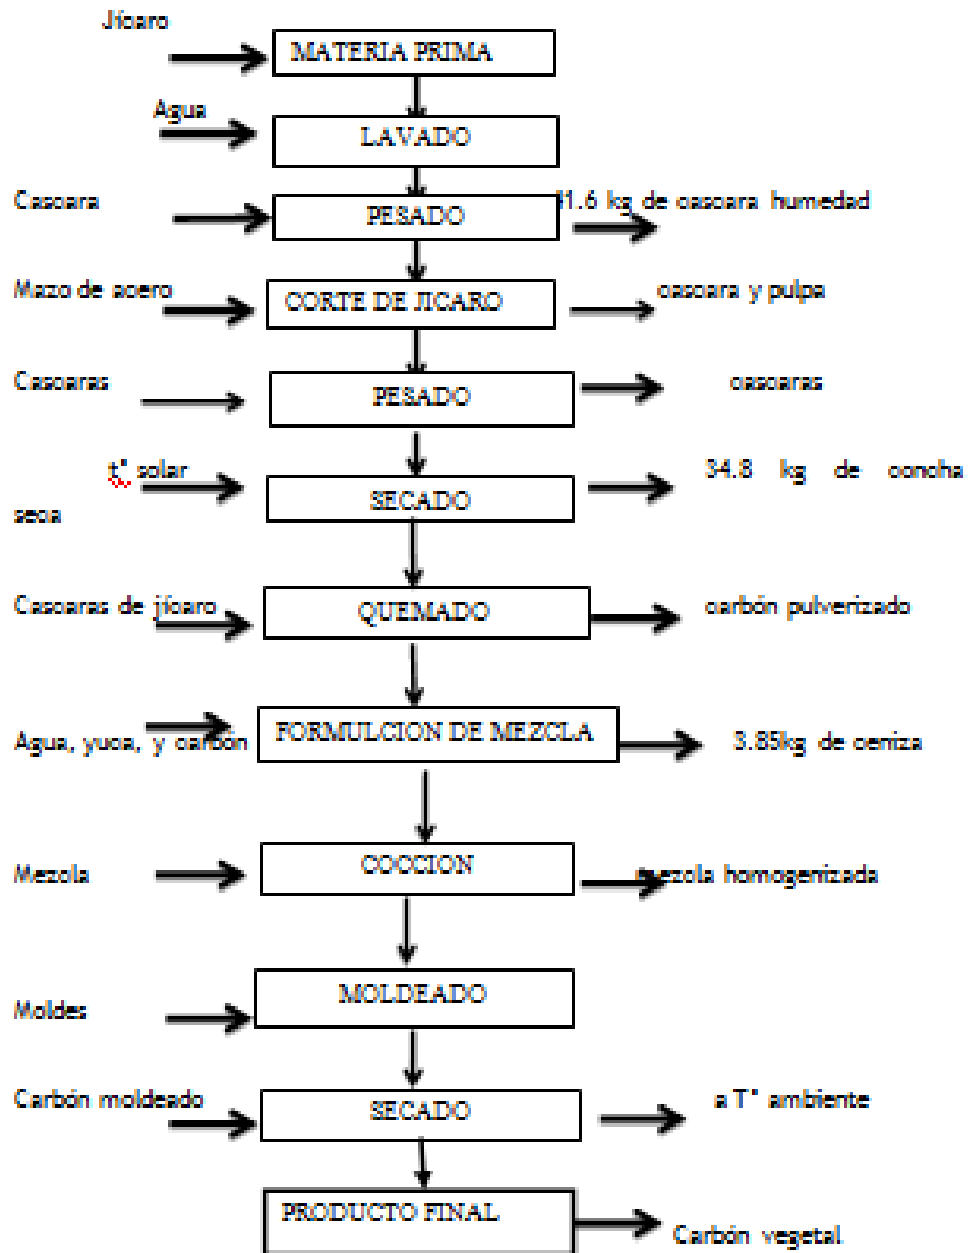 Jícaro
MATERIA PRIMA
Agua
LAVADO
Cascara
PESADO
41.6 kg de cascara humedad
Mazo de acero
CORTE DE JICARO
cascara y pulpa
Cascaras
PESADO
cascaras
t° solar
SECADO
34.8 kg de concha
seca
Cascaras de jícaro
QUEMADO
carbón pulverizado
Agua, yuca, y carbón
FORMULCION DE MEZCLA
3.85kg de ceniza
Mezcla
COCCION
mezcla homogenizada
Moldes
MOLDEADO
Carbón moldeado
SECADO
a T° ambiente
PRODUCTO FINAL
Carbón vegetal